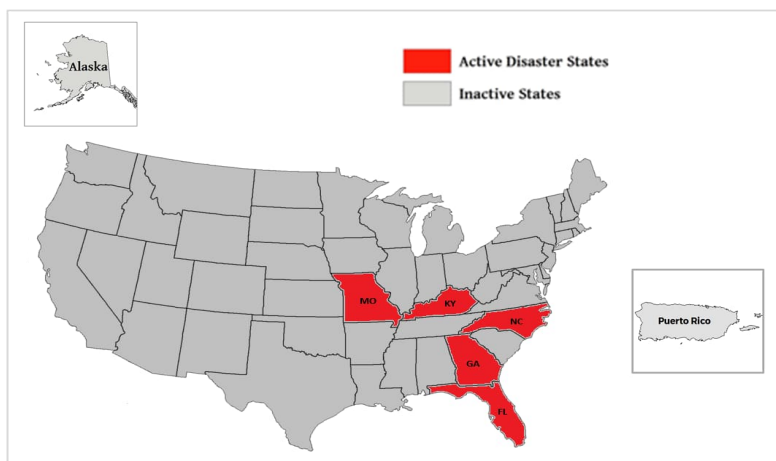 Alaska
Active Disaster States
Inactive States
MO
KY
NC
GA
FL
Puerto Rico